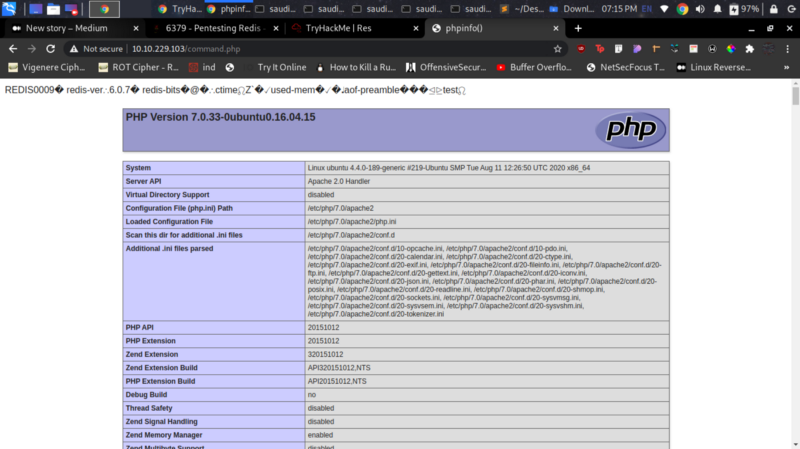 TryHa...
phpinf...
saudi...
saudi...
saudi...
saudi...
saudi...
~/Des...
Downl...
07:15 PM
EN
97%
New story – Medium
6379 - Pentesting Redis
TryHackMe | Res
phpinfo()
Not secure | 10.10.229.103/command.php
Vigenere Ciph...
ROT Cipher - R...
ind
Try It Online
How to Kill a Ru...
OffensiveSecur...
Buffer Overflo...
NetSecFocus T...
Linux Reverse...
REDIS0009� redis-ver 6.0.7� redis-bits�@� ctime Z �used-mem� � aof-preamble��� test
PHP Version 7.0.33-0ubuntu0.16.04.15
php
System Linux ubuntu 4.4.0-189-generic #219-Ubuntu SMP Tue Aug 11 12:26:50 UTC 2020 x86_64
Server API Apache 2.0 Handler
Virtual Directory Support disabled
Configuration File (php.ini) Path /etc/php/7.0/apache2
Loaded Configuration File /etc/php/7.0/apache2/php.ini
Scan this dir for additional .ini files /etc/php/7.0/apache2/conf.d
Additional .ini files parsed /etc/php/7.0/apache2/conf.d/10-opcache.ini, /etc/php/7.0/apache2/conf.d/10-pdo.ini,
/etc/php/7.0/apache2/conf.d/20-calendar.ini, /etc/php/7.0/apache2/conf.d/20-ctype.ini,
/etc/php/7.0/apache2/conf.d/20-exif.ini, /etc/php/7.0/apache2/conf.d/20-fileinfo.ini, /etc/php/7.0/apache2/conf.d/20-
ftp.ini, /etc/php/7.0/apache2/conf.d/20-gettext.ini, /etc/php/7.0/apache2/conf.d/20-iconv.ini,
/etc/php/7.0/apache2/conf.d/20-json.ini, /etc/php/7.0/apache2/conf.d/20-phar.ini, /etc/php/7.0/apache2/conf.d/20-
posix.ini, /etc/php/7.0/apache2/conf.d/20-readline.ini, /etc/php/7.0/apache2/conf.d/20-shmop.ini,
/etc/php/7.0/apache2/conf.d/20-sockets.ini, /etc/php/7.0/apache2/conf.d/20-sysvmsg.ini,
/etc/php/7.0/apache2/conf.d/20-sysvsem.ini, /etc/php/7.0/apache2/conf.d/20-sysvshm.ini,
/etc/php/7.0/apache2/conf.d/20-tokenizer.ini
PHP API 20151012
PHP Extension 20151012
Zend Extension 320151012
Zend Extension Build API320151012,NTS
PHP Extension Build API20151012,NTS
Debug Build no
Thread Safety disabled
Zend Signal Handling disabled
Zend Memory Manager enabled
Zend Multibyte Support disabled